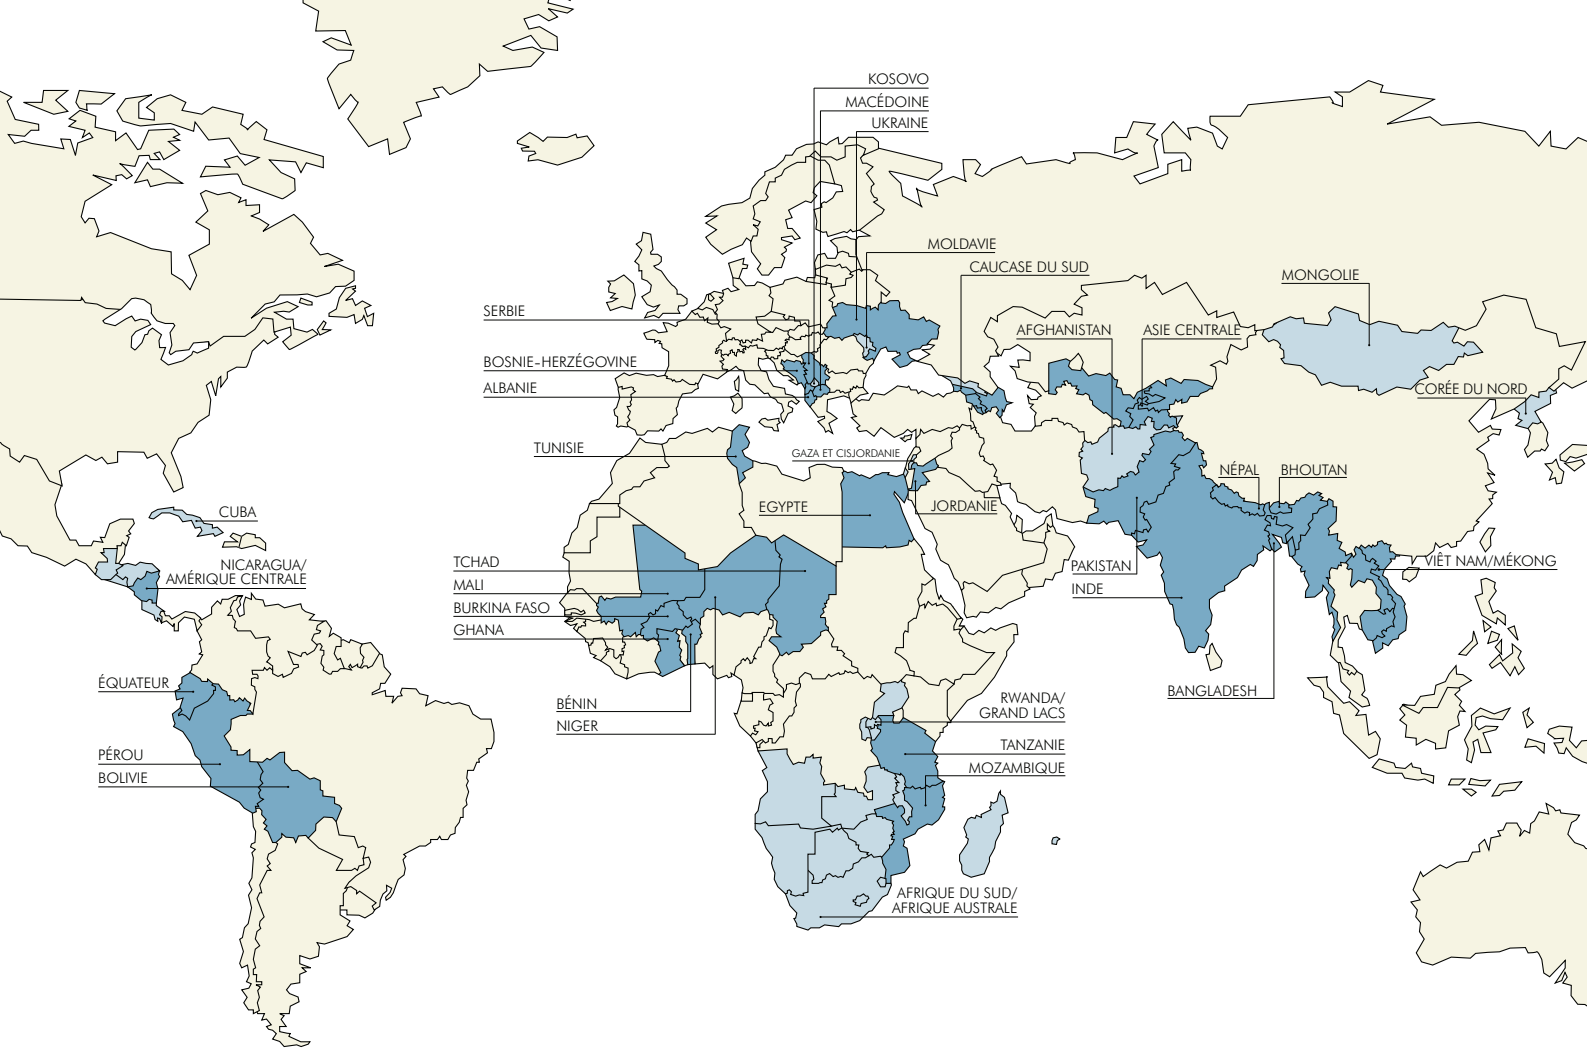 KOSOVO
MACÉDOINE
UKRAINE
MOLDAVIE
CAUCASE DU SUD
MONGOLIE
SERBIE
AFGHANISTAN
ASIE CENTRALE
BOSNIE-HERZÉGOVINE
ALBANIE
CORÉE DU NORD
TUNISIE
GAZA ET CISJORDANIE
NÉPAL
BHOUTAN
EGYPTE
JORDANIE
CUBA
NICARAGUA/
AMÉRIQUE CENTRALE
TCHAD
MALI
BURKINA FASO
GHANA
PAKISTAN
INDE
VIÊT NAM/MÉKONG
ÉQUATEUR
BÉNIN
NIGER
RWANDA/
GRAND LACS
BANGLADESH
TANZANIE
MOZAMBIQUE
PÉROU
BOLIVIE
AFRIQUE DU SUD/
AFRIQUE AUSTRALE